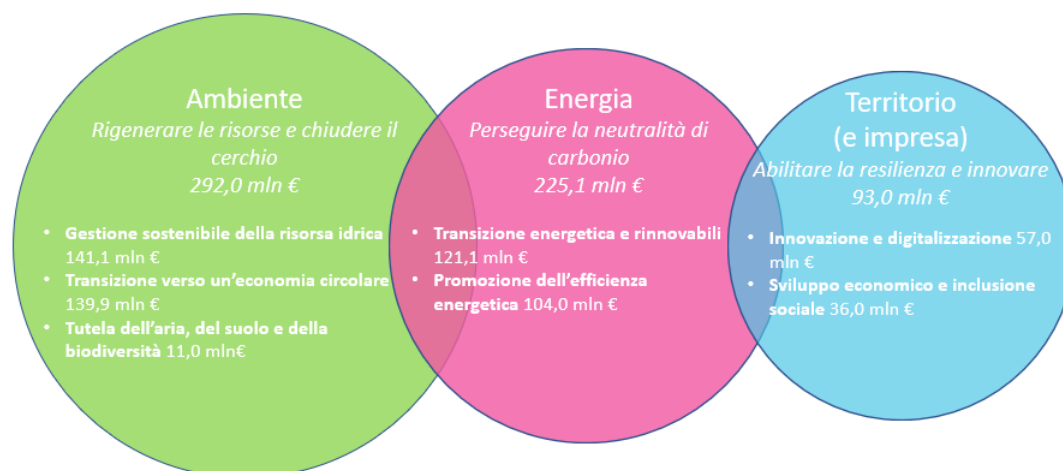 Ambiente
Rigenerare le risorse e chiudere il
cerchio
292,0 mln €
• Gestione sostenibile della risorsa idrica
141,1 mln €
• Transizione verso un'economia circolare
139,9 mln €
• Tutela dell'aria, del suolo e della
biodiversità 11,0 mln€
Energia
Perseguire la neutralità di
carbonio
225,1 mln €
• Transizione energetica e rinnovabili
121,1 mln €
• Promozione dell'efficienza
energetica 104,0 mln €
Territorio
(e impresa)
Abilitare la resilienza e innovare
93,0 mln €
• Innovazione e digitalizzazione 57,0
mln €
• Sviluppo economico e inclusione
sociale 36,0 mln €